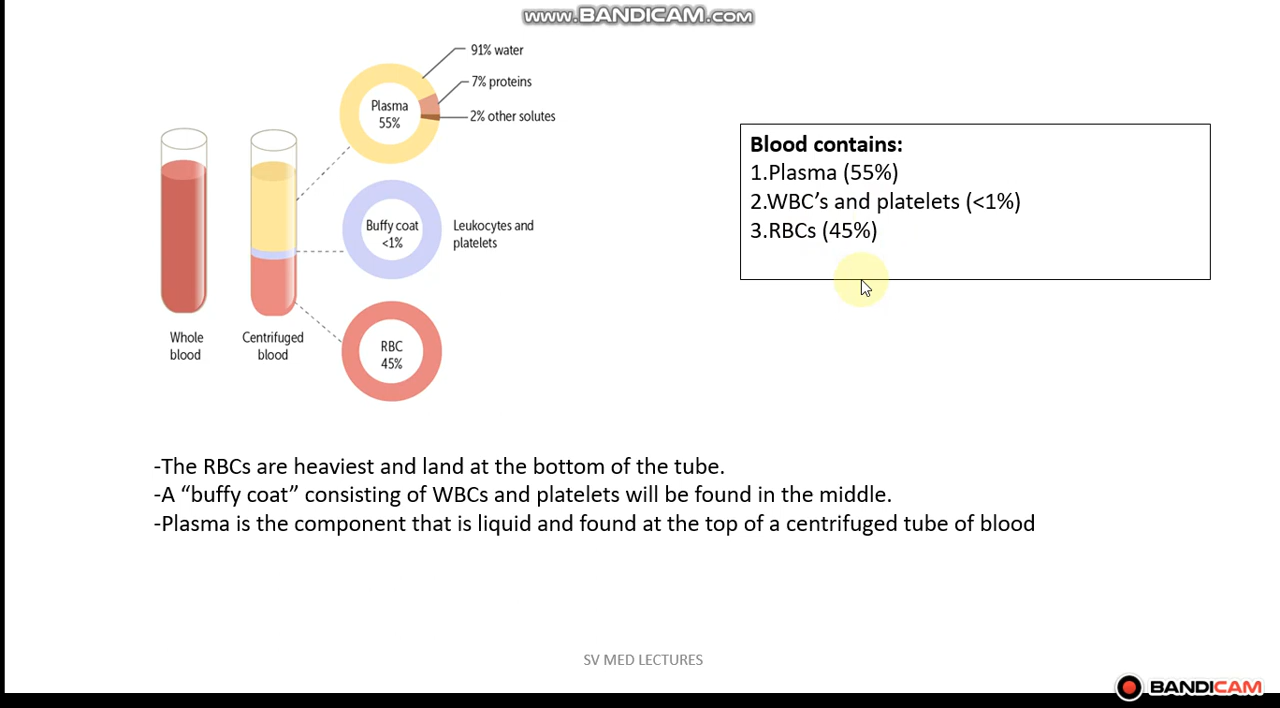 www.BANDICAM.com
91% water
7% proteins
2% other solutes
Plasma
55%
Buffy coat
<1%
Leukocytes and
platelets
RBC
45%
Whole
blood
Centrifuged
blood
Blood contains:
1.Plasma (55%)
2.WBC’s and platelets (<1%)
3.RBCs (45%)
-The RBCs are heaviest and land at the bottom of the tube.
-A “buffy coat” consisting of WBCs and platelets will be found in the middle.
-Plasma is the component that is liquid and found at the top of a centrifuged tube of blood
SV MED LECTURES
BANDICAM